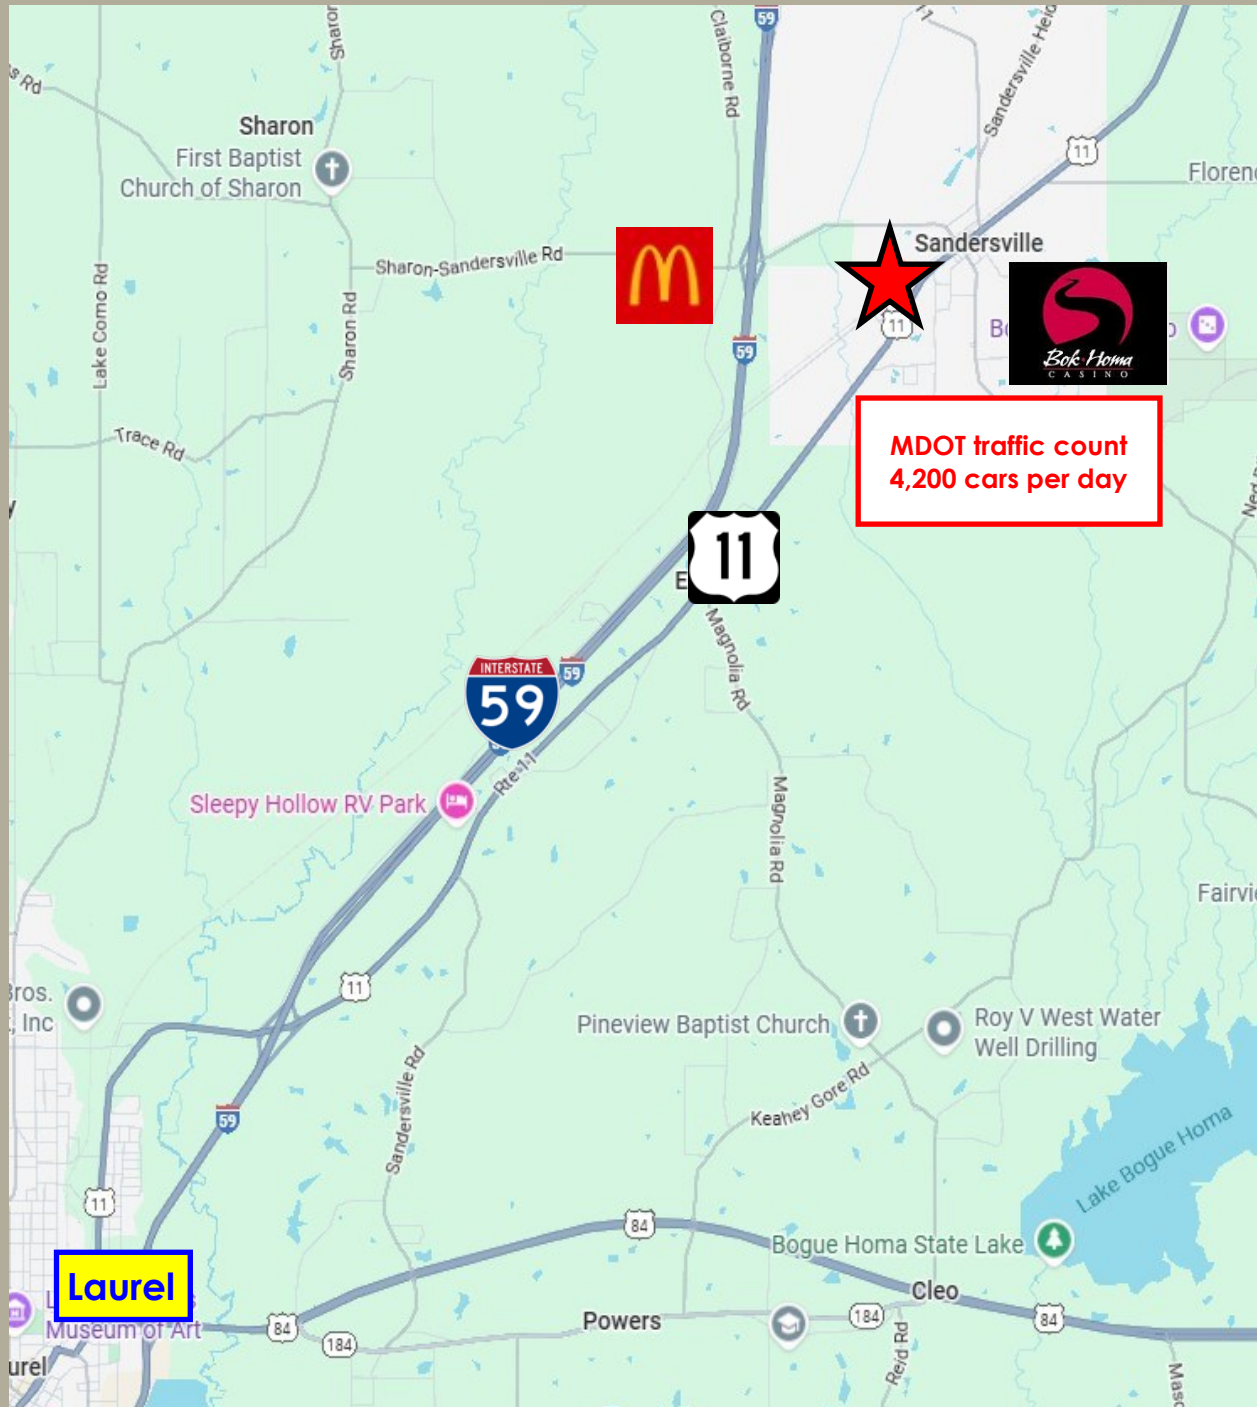 59
Claiborne Rd
Sandersville Heig
Sharon
s Rd
Sharon
First Baptist
Church of Sharon
11
Florenc
Sandersville
Sharon-Sandersville Rd
Lake Como Rd
Sharon Rd
11
59
Bok Homa
CASINO
Trace Rd
MDOT traffic count
4,200 cars per day
y
Ned
11
E
Magnolia Rd
INTERSTATE
59
59
Rte 11
Sleepy Hollow RV Park
Magnolia Rd
Fairvie
11
Bros.
, Inc
Pineview Baptist Church
Roy V West Water
Well Drilling
Sandersville Rd
Keahey Gore Rd
59
Lake Bogue Homa
11
84
Bogue Homa State Lake
Laurel
Museum of Art
Cleo
Powers
184
84
84
184
urel
Reid Rd
Maso